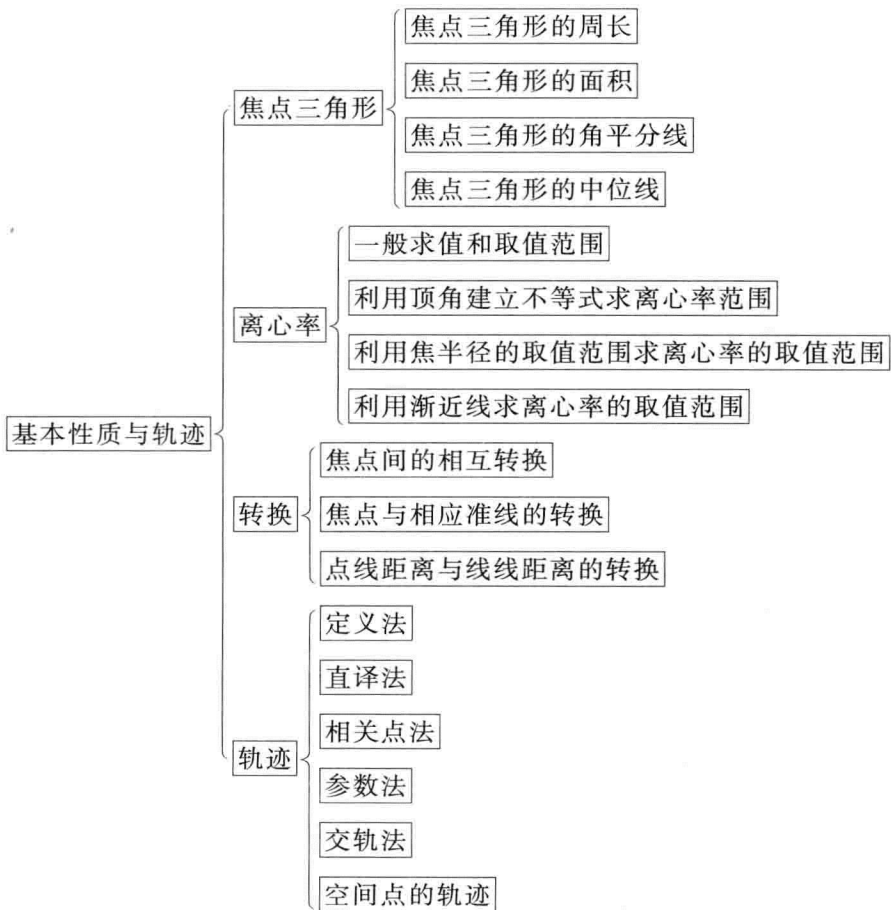 基本性质与轨迹
焦点三角形
焦点三角形的周长
焦点三角形的面积
焦点三角形的角平分线
焦点三角形的中位线
离心率
一般求值和取值范围
利用顶角建立不等式求离心率范围
利用焦半径的取值范围求离心率的取值范围
利用渐近线求离心率的取值范围
转换
焦点间的相互转换
焦点与相应准线的转换
点线距离与线线距离的转换
轨迹
定义法
直译法
相关点法
参数法
交轨法
空间点的轨迹